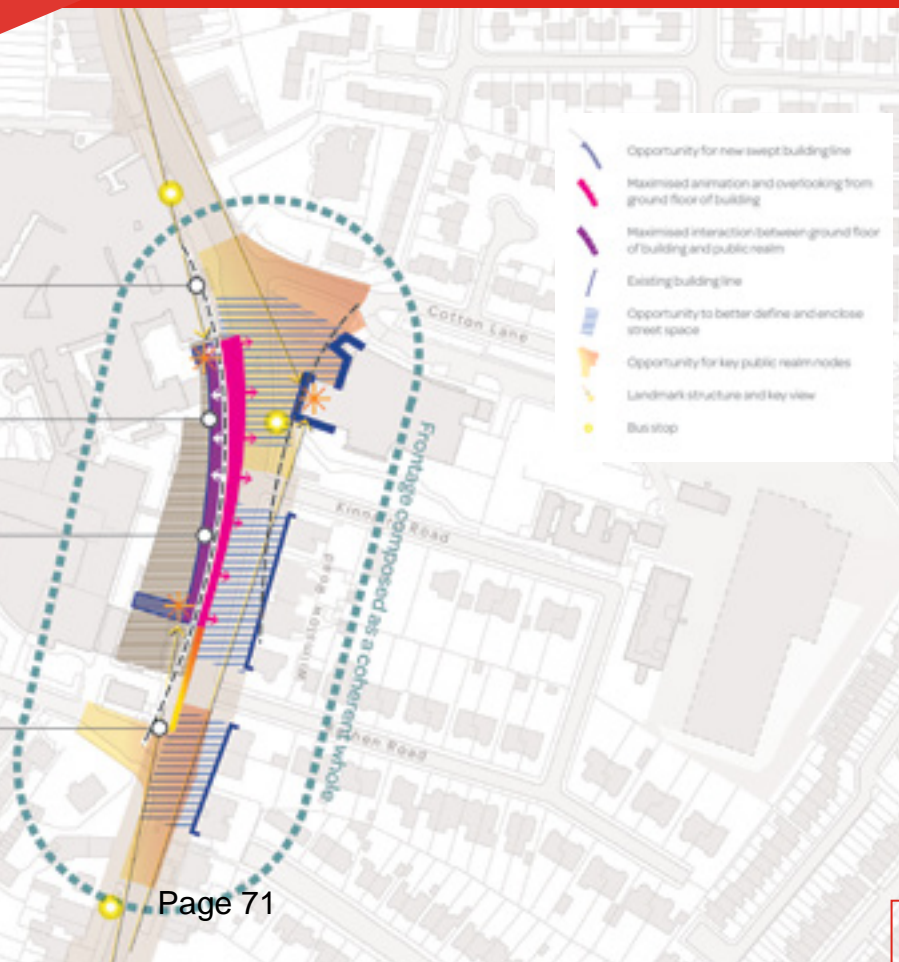 Opportunity for new swept building line
Maximised animation and overlooking from
ground floor of building
Maximised interaction between ground floor
of building and public realm
Existing building line
Opportunity to better define and enclose
street space
Opportunity for key public realm nodes
Landmark structure and key view
Bus stop
Cotton Lane
Frontage composed as a coherent whole
Road
Road
Road
Page 71